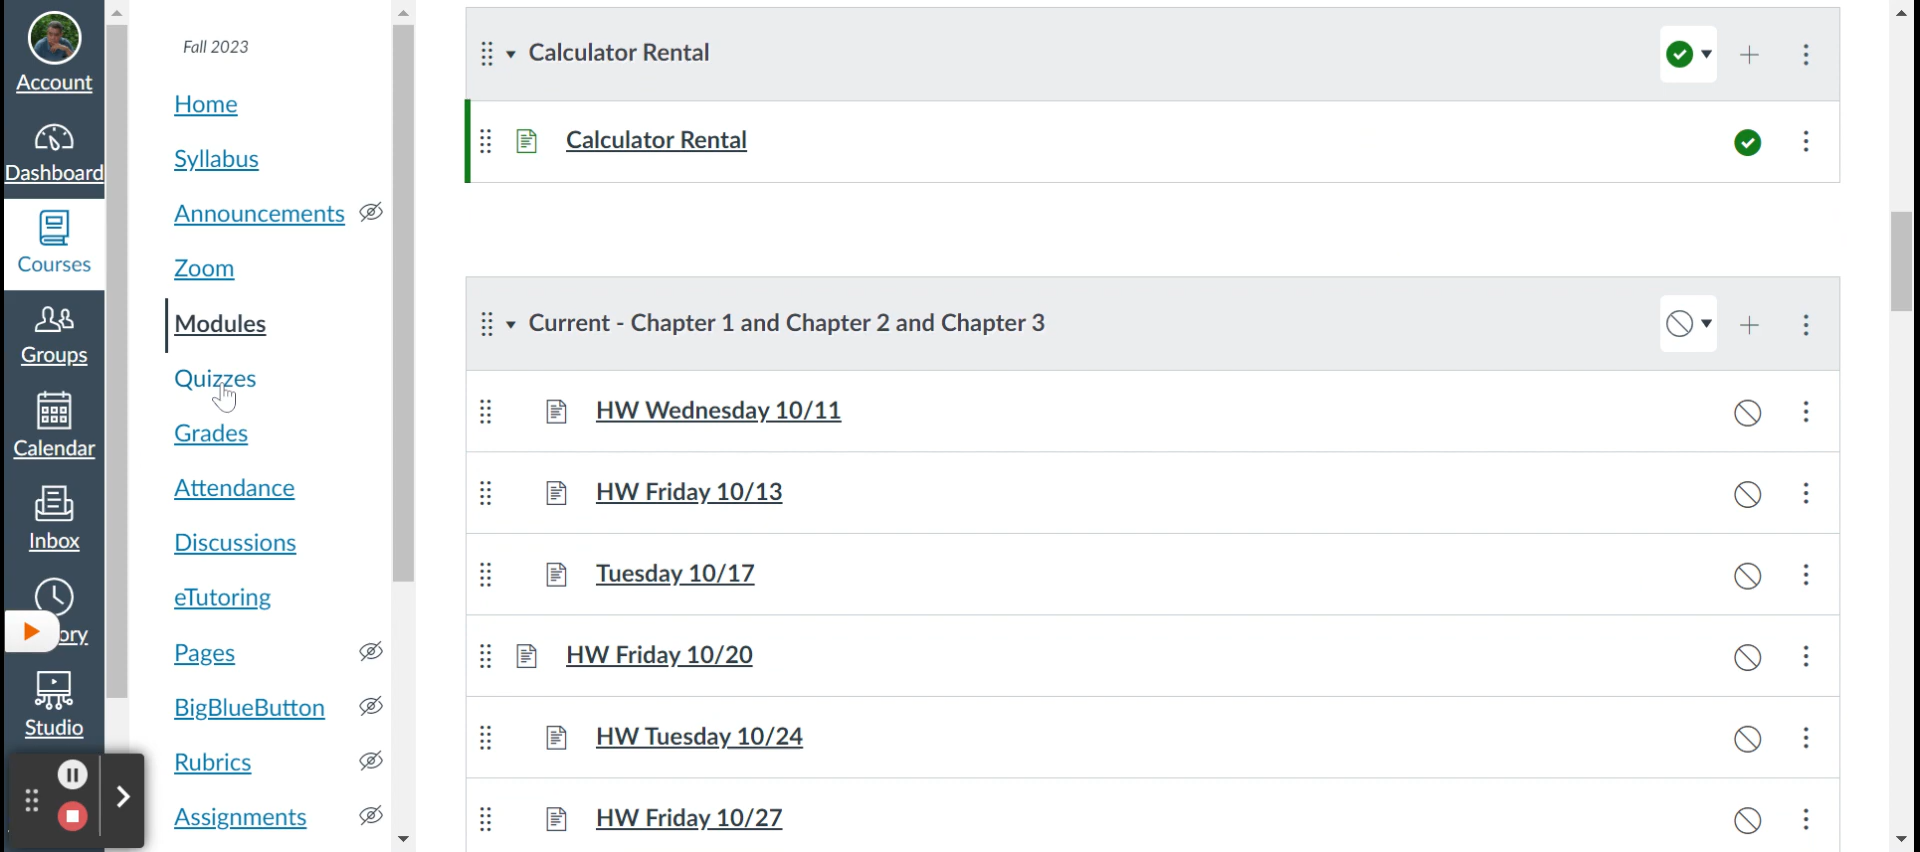 Account
Dashboard
Courses
Groups
Calendar
Inbox
ory
Studio
Fall 2023
Home
Syllabus
Announcements
Zoom
Modules
Quizzes
Grades
Attendance
Discussions
eTutoring
Pages
BigBlueButton
Rubrics
Assignments
Calculator Rental
Calculator Rental
Current - Chapter 1 and Chapter 2 and Chapter 3
HW Wednesday 10/11
HW Friday 10/13
Tuesday 10/17
HW Friday 10/20
HW Tuesday 10/24
HW Friday 10/27